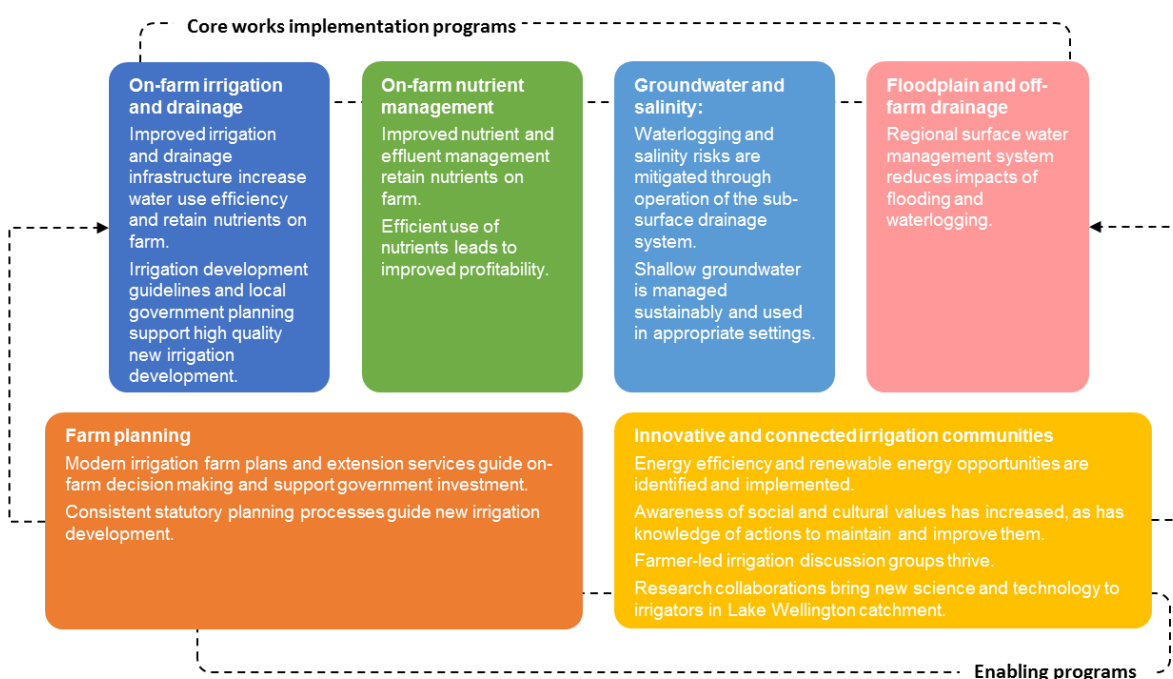 Core works implementation programs
On-farm irrigation
and drainage
Improved irrigation
and drainage
infrastructure increase
water use efficiency
and retain nutrients on
farm.
Irrigation development
guidelines and local
government planning
support high quality
new irrigation
development.
On-farm nutrient
management
Improved nutrient and
effluent management
retain nutrients on
farm.
Efficient use of
nutrients leads to
improved profitability.
Groundwater and
salinity:
Waterlogging and
salinity risks are
mitigated through
operation of the sub-
surface drainage
system.
Shallow groundwater
is managed
sustainably and used
in appropriate settings.
Floodplain and off-
farm drainage
Regional surface water
management system
reduces impacts of
flooding and
waterlogging.
Farm planning
Modern irrigation farm plans and extension services guide on-
farm decision making and support government investment.
Consistent statutory planning processes guide new irrigation
development.
Innovative and connected irrigation communities
Energy efficiency and renewable energy opportunities are
identified and implemented.
Awareness of social and cultural values has increased, as has
knowledge of actions to maintain and improve them.
Farmer-led irrigation discussion groups thrive.
Research collaborations bring new science and technology to
irrigators in Lake Wellington catchment.
Enabling programs